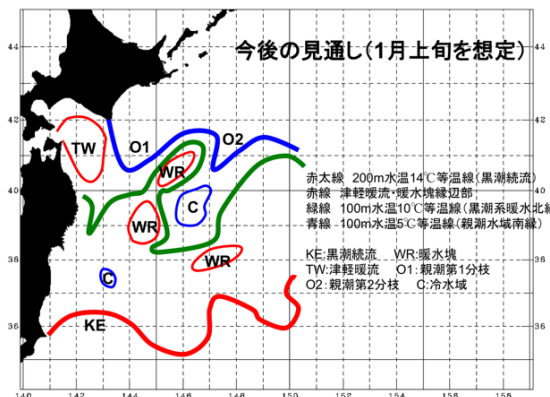 今後の見通し(1月上旬を想定)
44
44
42
42
O1
O2
TW
WR
赤太線 200m水温14℃等温線(黒潮続流)
赤線 津軽暖流・暖水塊縁辺部
40
40
C
緑線 100m水温10℃等温線(黒潮系暖水北縁
WR
青線 100m水温5℃等温線(親潮水域南縁)
38
38
WR
KE:黒潮続流 WR:暖水塊
C
TW:津軽暖流 O1:親潮第1分枝
O2:親潮第2分枝 C:冷水域
KE
36
36
140 142 144 146 148 150 152 154 156 158